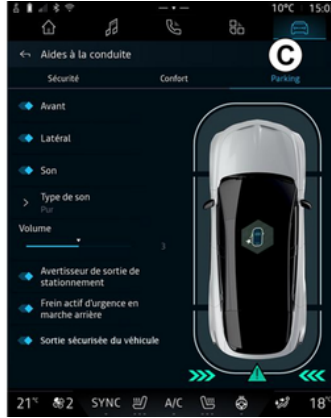 10°C 15:0
Aides à la conduite
C
Sécurité Confort Parking
Avant
Latéral
Son
Type de son
Pur
Volume
3
Avertisseur de sortie de
stationnement
Frein actif d'urgence en
marche arrière
Sortie sécurisée du véhicule
21°C 2 SYNC A/C 18°